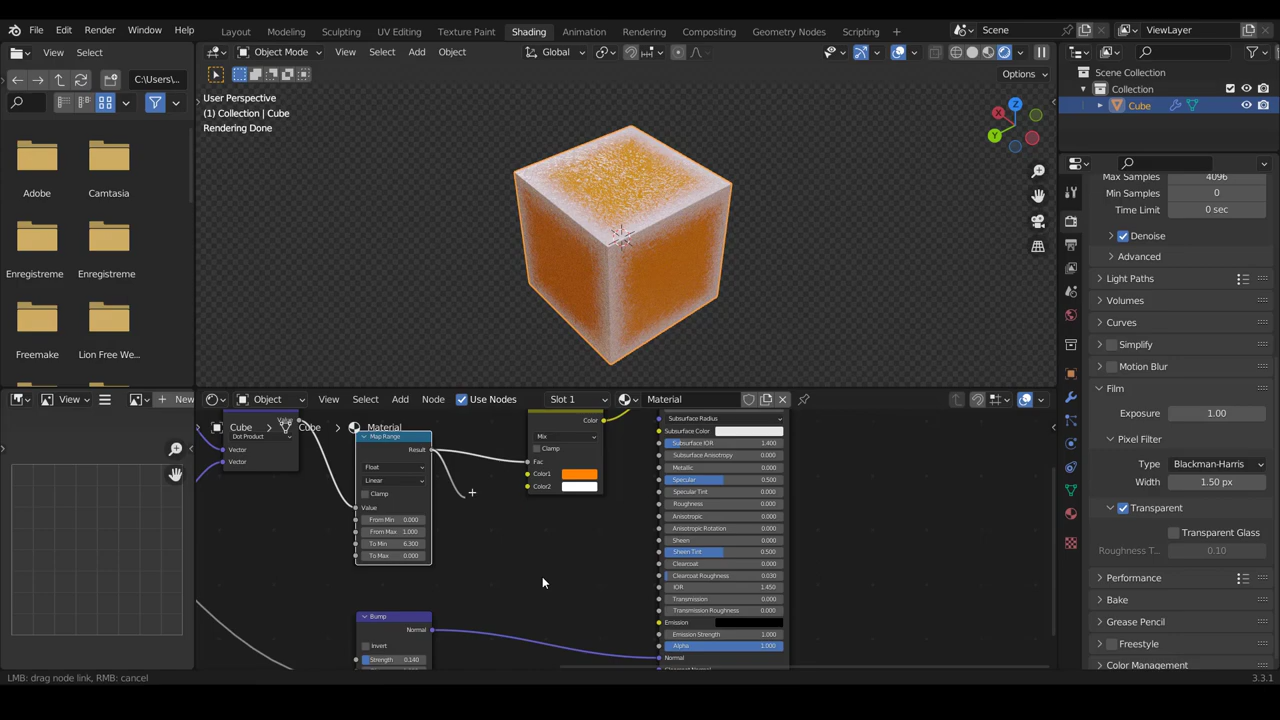 File Edit Render Window Help Layout Modeling Sculpting UV Editing Texture Paint Shading Animation Rendering Compositing Geometry Nodes Scripting Scene ViewLayer
View Select Object Mode View Select Add Object Global
C:\Users\... Options
User Perspective
(1) Collection | Cube
Rendering Done
X Y Z
Adobe Camtasia
Enregistreme Enregistreme
Freemake Lion Free We...
Scene Collection
Collection
Cube
Max Samples 4096
Min Samples 0
Time Limit 0 sec
Denoise
Advanced
Light Paths
Volumes
Curves
Simplify
Motion Blur
Film
Exposure 1.00
Pixel Filter
Type Blackman-Harris
Width 1.50 px
Transparent
Transparent Glass
Roughness T... 0.10
Performance
Bake
Grease Pencil
Freestyle
Color Management
View New Object View Select Add Node Use Nodes Slot 1 Material
Cube Cube Material
Value
Dot Product
Vector
Vector
Map Range
Result
Float
Linear
Clamp
Value
From Min 0.000
From Max 1.000
To Min 6.300
To Max 0.000
Color
Mix
Clamp
Fac
Color1
Color2
Bump
Normal
Invert
Strength 0.140
Subsurface Radius
Subsurface Color
Subsurface IOR 1.400
Subsurface Anisotropy 0.000
Metallic 0.000
Specular 0.500
Specular Tint 0.000
Roughness 0.000
Anisotropic 0.000
Anisotropic Rotation 0.000
Sheen 0.000
Sheen Tint 0.500
Clearcoat 0.000
Clearcoat Roughness 0.030
IOR 1.450
Transmission 0.000
Transmission Roughness 0.000
Emission
Emission Strength 1.000
Alpha 1.000
Normal
LMB: drag node link, RMB: cancel 3.3.1